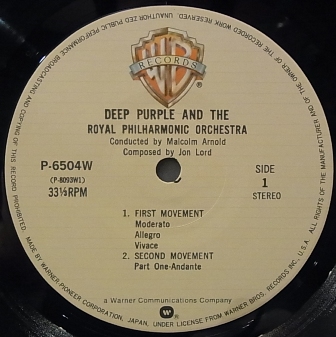 WB
RECORDS
DEEP PURPLE AND THE
ROYAL PHILHARMONIC ORCHESTRA
Conducted by Malcolm Arnold
Composed by Jon Lord
P-6504W
(P-8093W1)
33⅓RPM
SIDE
1
STEREO
1. FIRST MOVEMENT
Moderato
Allegro
Vivace
2. SECOND MOVEMENT
Part One-Andante
a Warner Communications Company
MADE BY WARNER-PIONEER CORPORATION, JAPAN, UNDER LICENSE FROM WARNER BROS. RECORDS INC., U.S.A. ALL RIGHTS OF THE MANUFACTURER AND OF THE OWNER OF THE RECORDED WORK RESERVED. UNAUTHORIZED PUBLIC PERFORMANCE BROADCASTING AND COPYING OF THIS RECORD PROHIBITED.